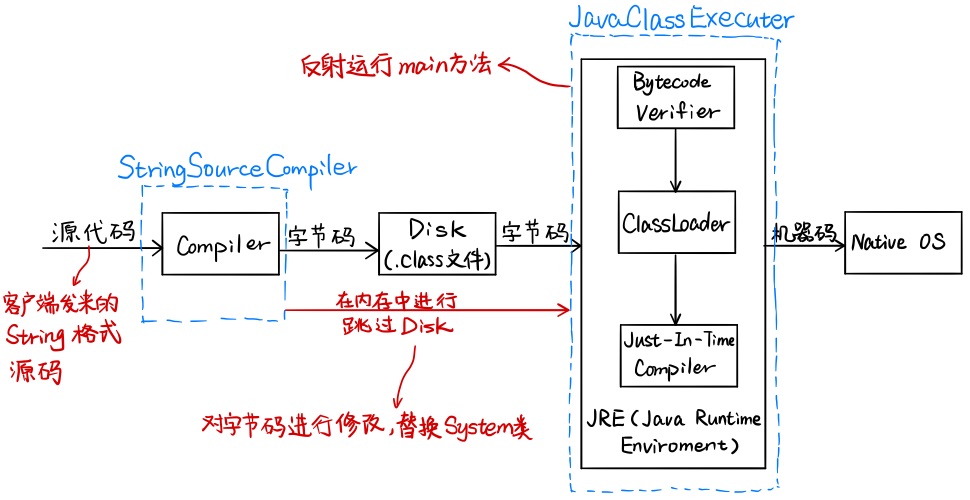 JavaClassExecuter
反射运行main方法
Bytecode
Verifier
StringSourceCompiler
源代码
Compiler
字节码
Disk
(.class文件)
字节码
ClassLoader
机器码
Native OS
客户端发来的
String 格式
源码
在内存中进行
跳过Disk
Just-In-Time
Compiler
对字节码进行修改,替换System类
JRE(Java Runtime
Enviroment)